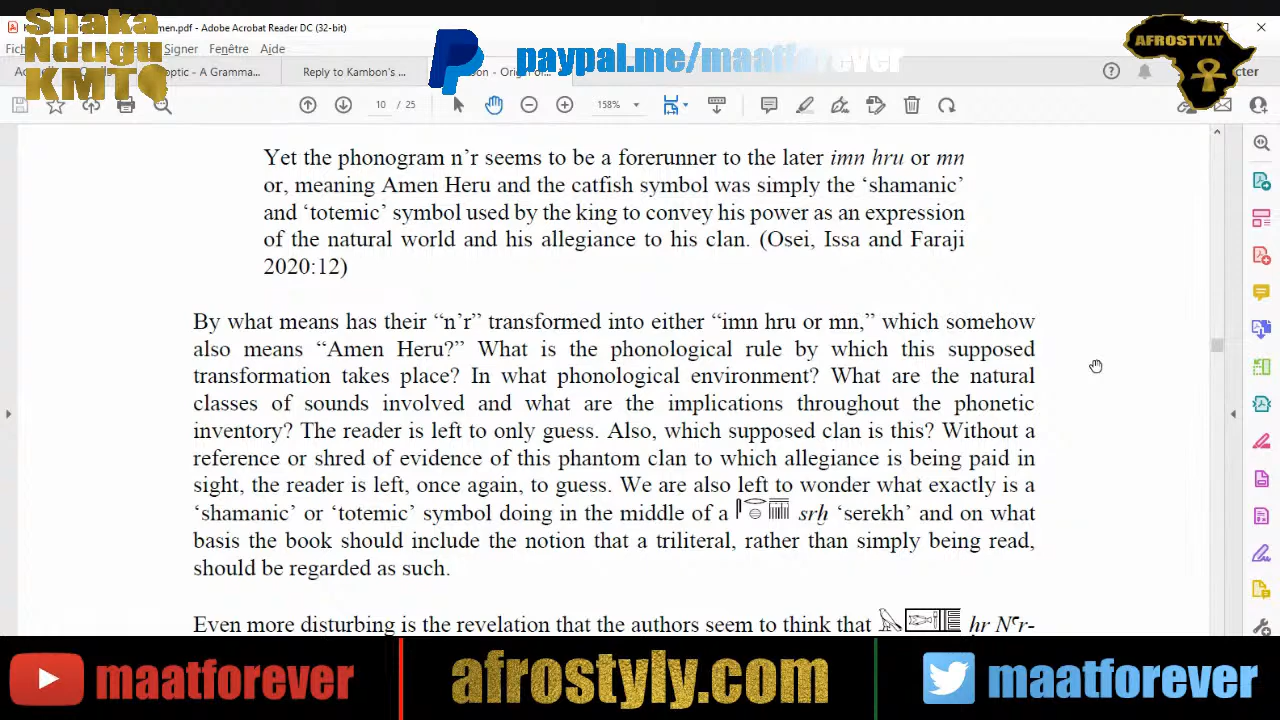 Shaka
Ndugu
KMT
men.pdf - Adobe Acrobat Reader DC (32-bit)
Signer Fenêtre Aide
paypal.me/maatforever
AFROSTYLY
optic - A Gramma...
Reply to Kambon's ...
10 / 25
158%
Yet the phonogram n’r seems to be a forerunner to the later imn hru or mn
or, meaning Amen Heru and the catfish symbol was simply the ‘shamanic’
and ‘totemic’ symbol used by the king to convey his power as an expression
of the natural world and his allegiance to his clan. (Osei, Issa and Faraji
2020:12)
By what means has their “n’r” transformed into either “imn hru or mn,” which somehow
also means “Amen Heru?” What is the phonological rule by which this supposed
transformation takes place? In what phonological environment? What are the natural
classes of sounds involved and what are the implications throughout the phonetic
inventory? The reader is left to only guess. Also, which supposed clan is this? Without a
reference or shred of evidence of this phantom clan to which allegiance is being paid in
sight, the reader is left, once again, to guess. We are also left to wonder what exactly is a
‘shamanic’ or ‘totemic’ symbol doing in the middle of a srḫ ‘serekh’ and on what
basis the book should include the notion that a triliteral, rather than simply being read,
should be regarded as such.
Even more disturbing is the revelation that the authors seem to think that ḥr Nꜥr-
maatforever
afrostyly.com
maatforever